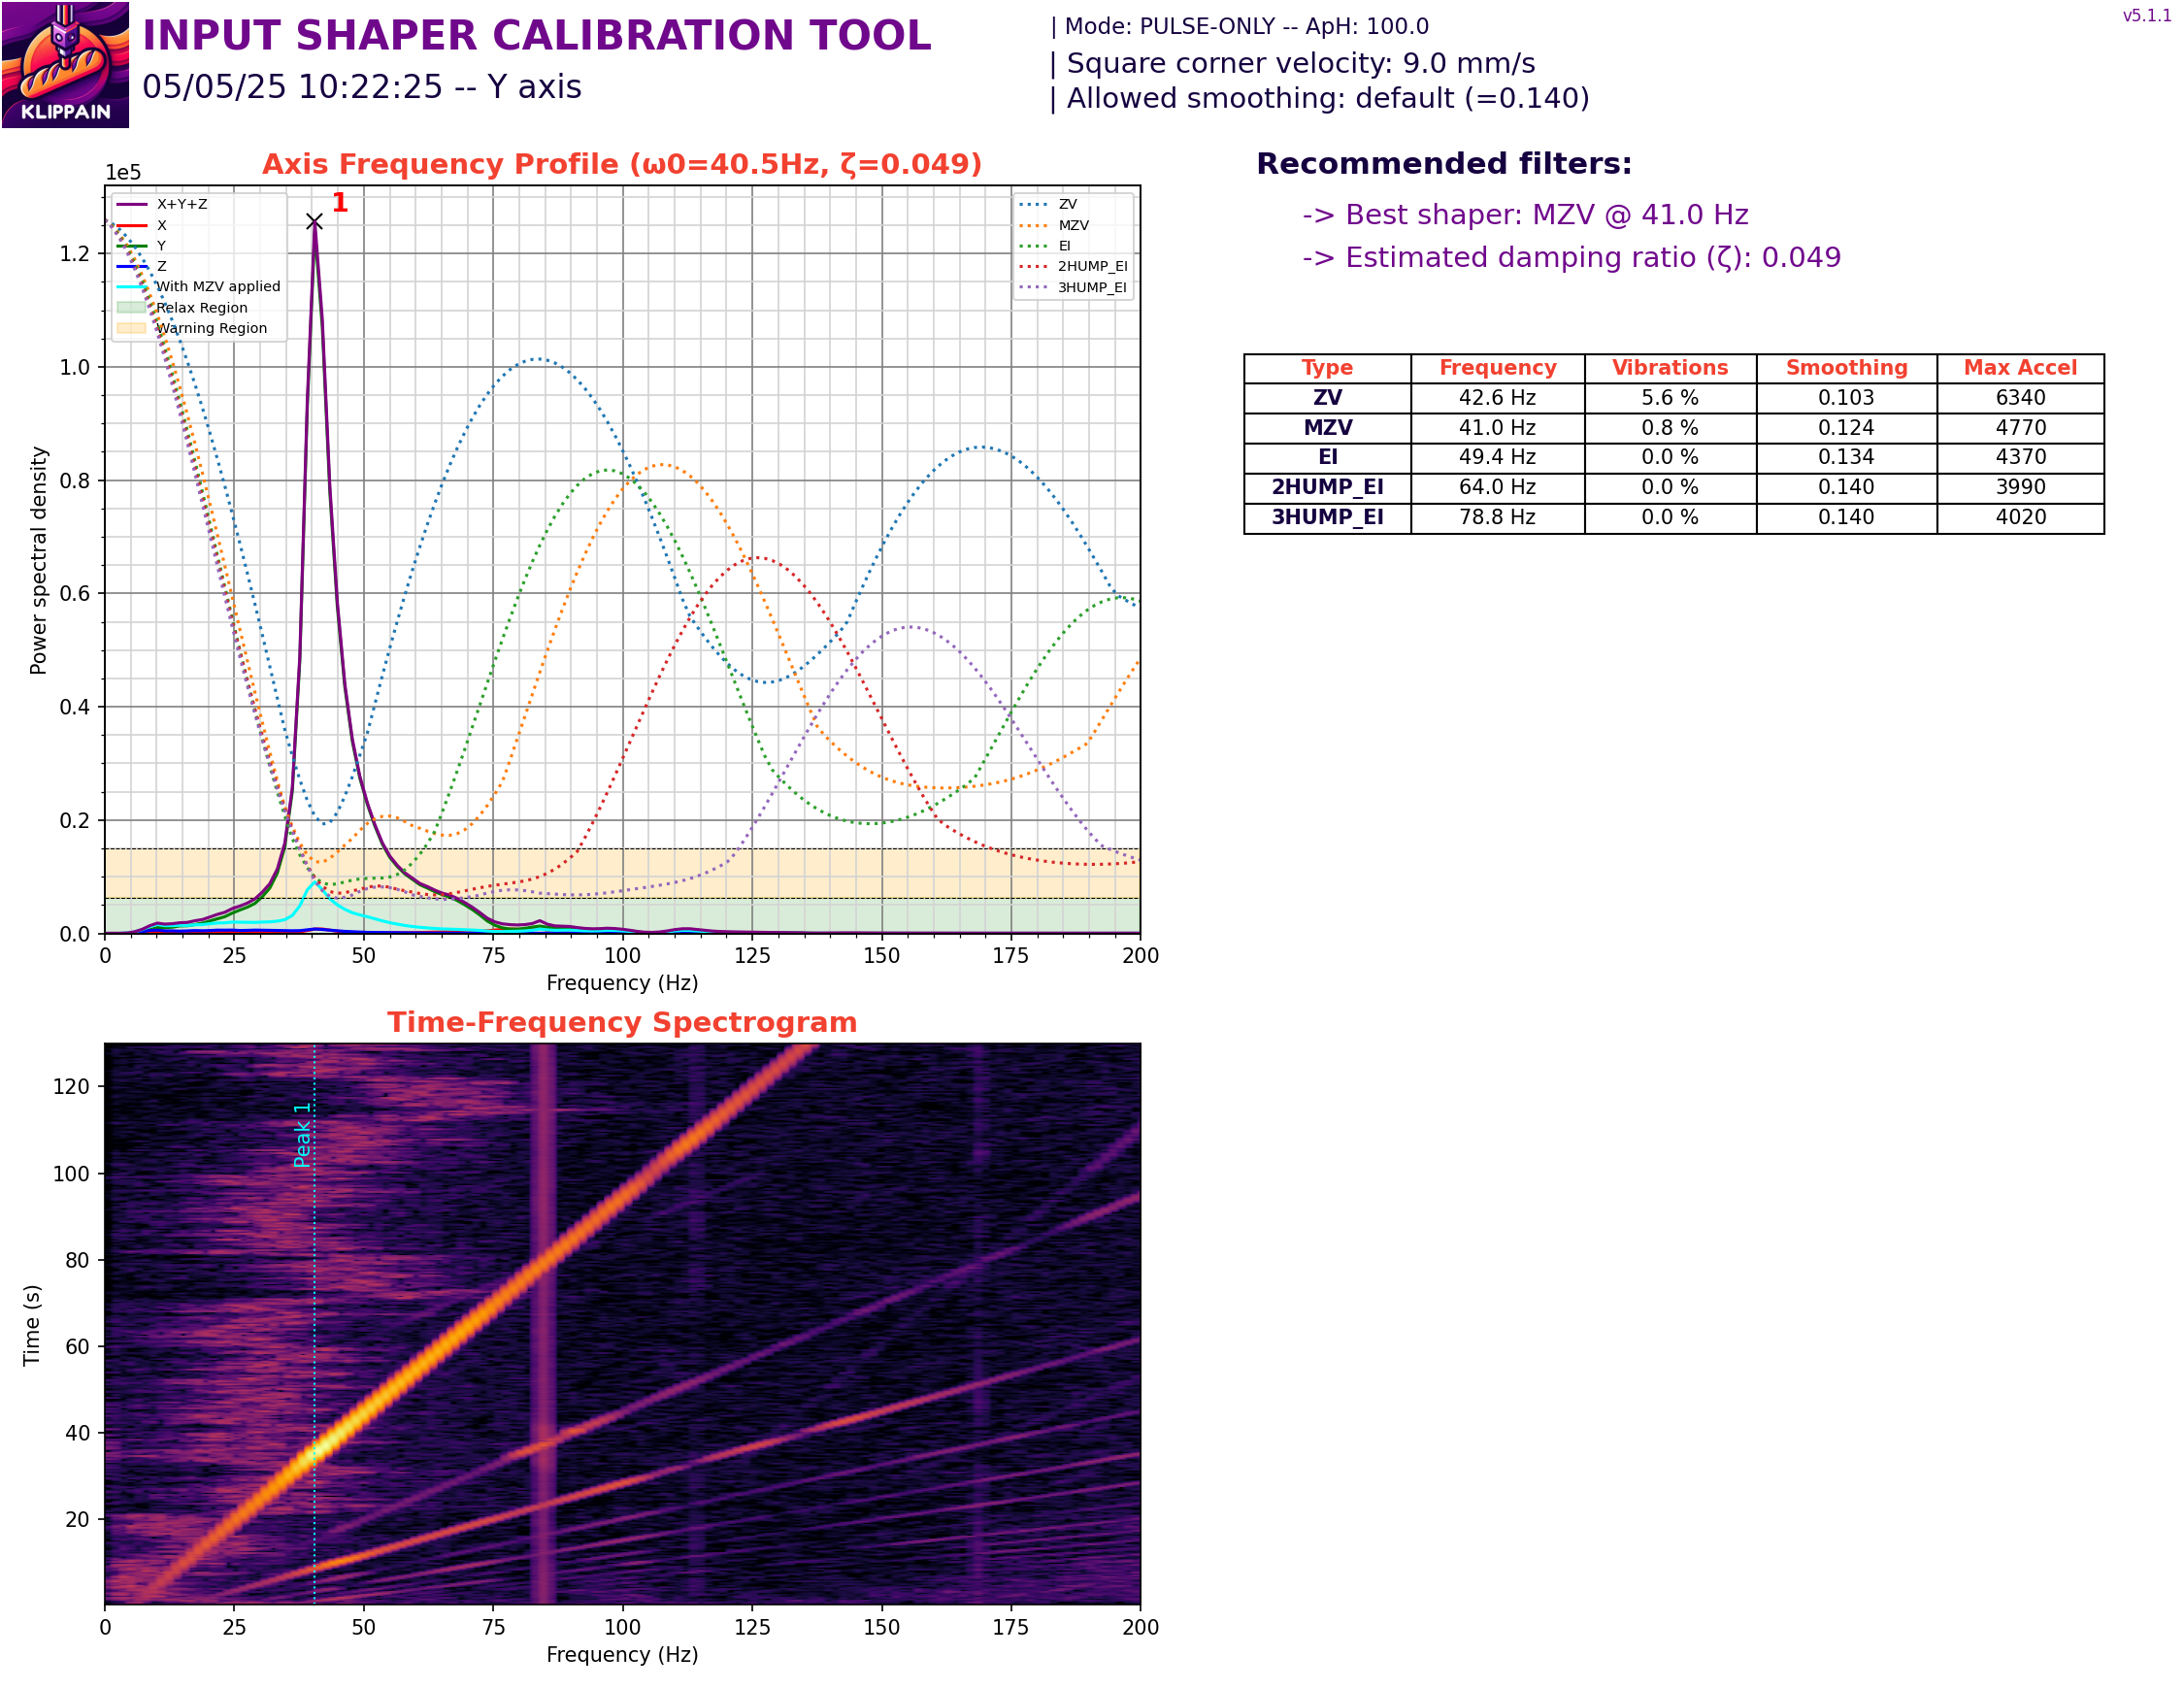 KLIPPAIN
INPUT SHAPER CALIBRATION TOOL
05/05/25 10:22:25 -- Y axis
| Mode: PULSE-ONLY -- ApH: 100.0
| Square corner velocity: 9.0 mm/s
| Allowed smoothing: default (=0.140)
v5.1.1
Axis Frequency Profile (ω0=40.5Hz, ζ=0.049)
1e5
1
X+Y+Z
X
Y
Z
With MZV applied
Relax Region
Warning Region
ZV
MZV
EI
2HUMP_EI
3HUMP_EI
Power spectral density
1.2
1.0
0.8
0.6
0.4
0.2
0.0
0 25 50 75 100 125 150 175 200
Frequency (Hz)
Recommended filters:
-> Best shaper: MZV @ 41.0 Hz
-> Estimated damping ratio (ζ): 0.049
Type Frequency Vibrations Smoothing Max Accel
ZV 42.6 Hz 5.6 % 0.103 6340
MZV 41.0 Hz 0.8 % 0.124 4770
EI 49.4 Hz 0.0 % 0.134 4370
2HUMP_EI 64.0 Hz 0.0 % 0.140 3990
3HUMP_EI 78.8 Hz 0.0 % 0.140 4020
Time-Frequency Spectrogram
Peak 1
Time (s)
120
100
80
60
40
20
0 25 50 75 100 125 150 175 200
Frequency (Hz)